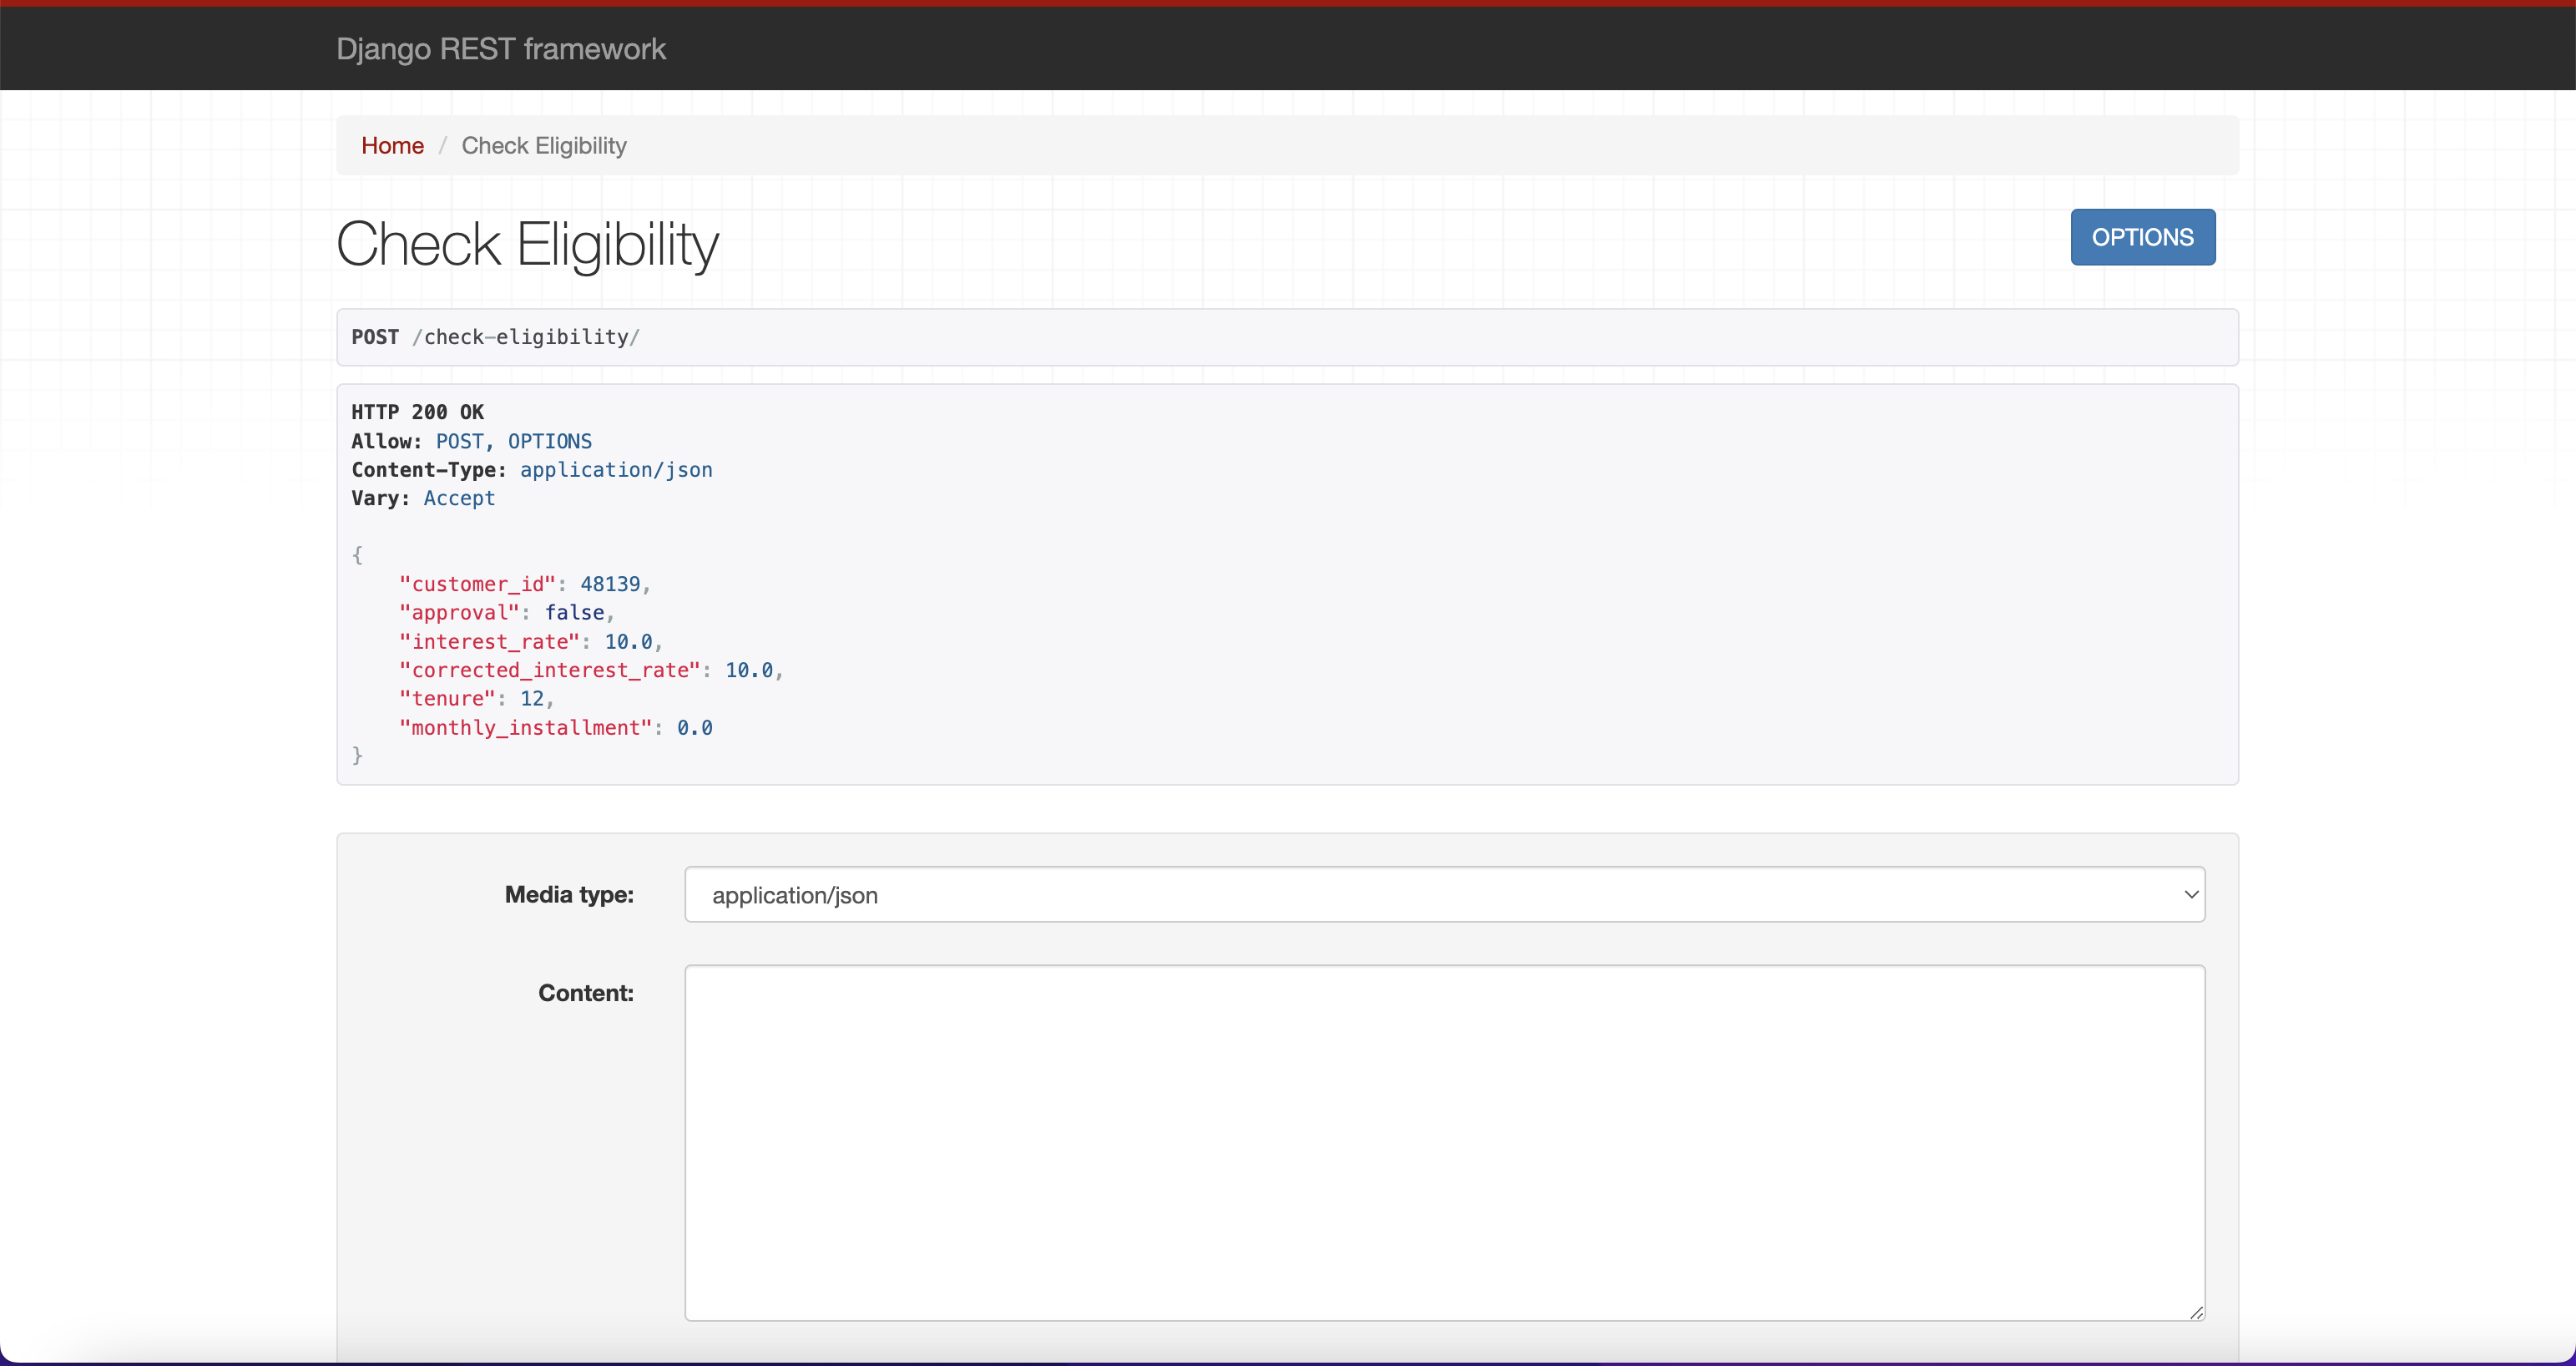 Django REST framework
Home / Check Eligibility
Check Eligibility
OPTIONS
POST /check-eligibility/
HTTP 200 OK
Allow: POST, OPTIONS
Content-Type: application/json
Vary: Accept
{
    "customer_id": 48139,
    "approval": false,
    "interest_rate": 10.0,
    "corrected_interest_rate": 10.0,
    "tenure": 12,
    "monthly_installment": 0.0
}
Media type:
application/json
Content: